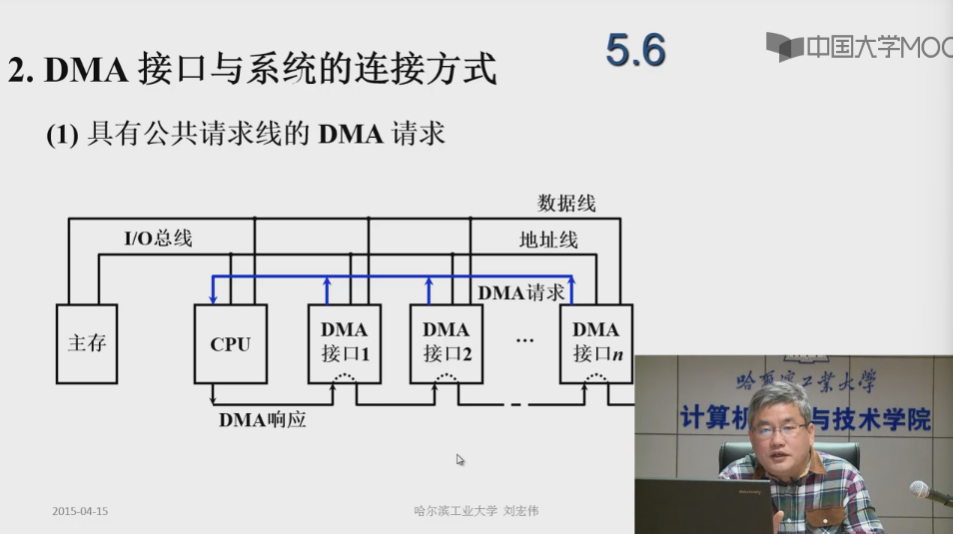 5.6
中国大学MOOC
2. DMA 接口与系统的连接方式
(1) 具有公共请求线的 DMA 请求
数据线
I/O总线
地址线
DMA请求
主存
CPU
DMA
接口1
DMA
接口2
...
DMA
接口n
DMA响应
哈尔滨工业大学
计算机
与技术学院
2015-04-15
哈尔滨工业大学 刘宏伟